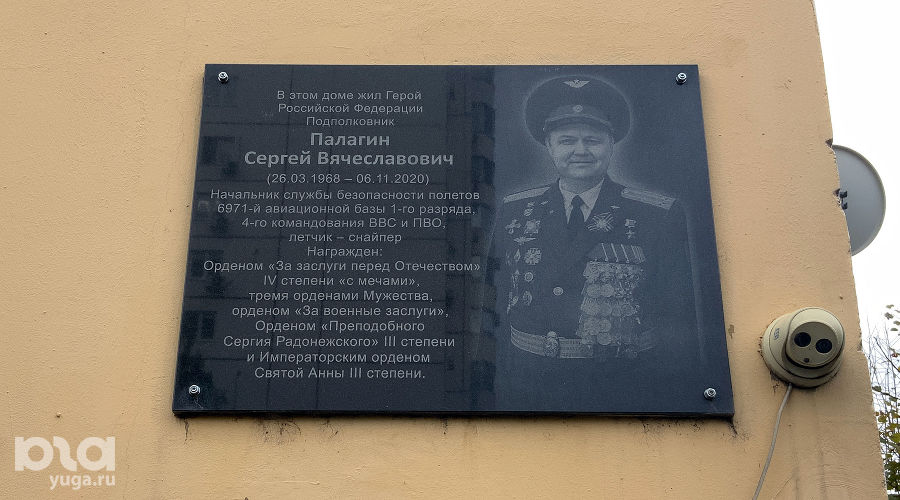 В этом доме жил Герой
Российской Федерации
Подполковник
Палагин
Сергей Вячеславович
(26.03.1968 – 06.11.2020)
Начальник службы безопасности полетов
6971-й авиационной базы 1-го разряда,
4-го командования ВВС и ПВО,
летчик – снайпер
Награжден:
Орденом «За заслуги перед Отечеством»
IV степени «с мечами»,
тремя орденами Мужества,
орденом «За военные заслуги»,
Орденом «Преподобного
Сергия Радонежского» III степени
и Императорским орденом
Святой Анны III степени.
yuga.ru